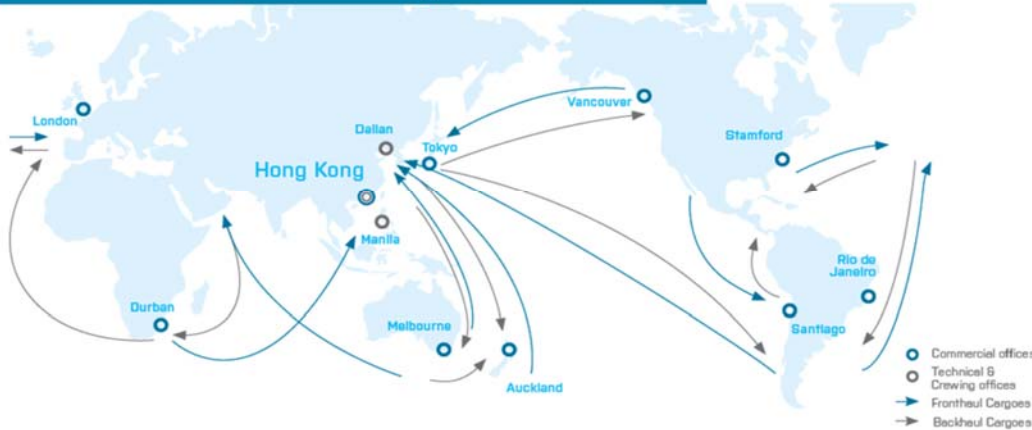 London
Vancouver
Dalian
Tokyo
Stamford
Hong Kong
Manila
Rio de
Janeiro
Durban
Melbourne
Santiago
Auckland
Commercial offices
Technical &
Crewing offices
Fronthaul Cargoes
Backhaul Cargoes